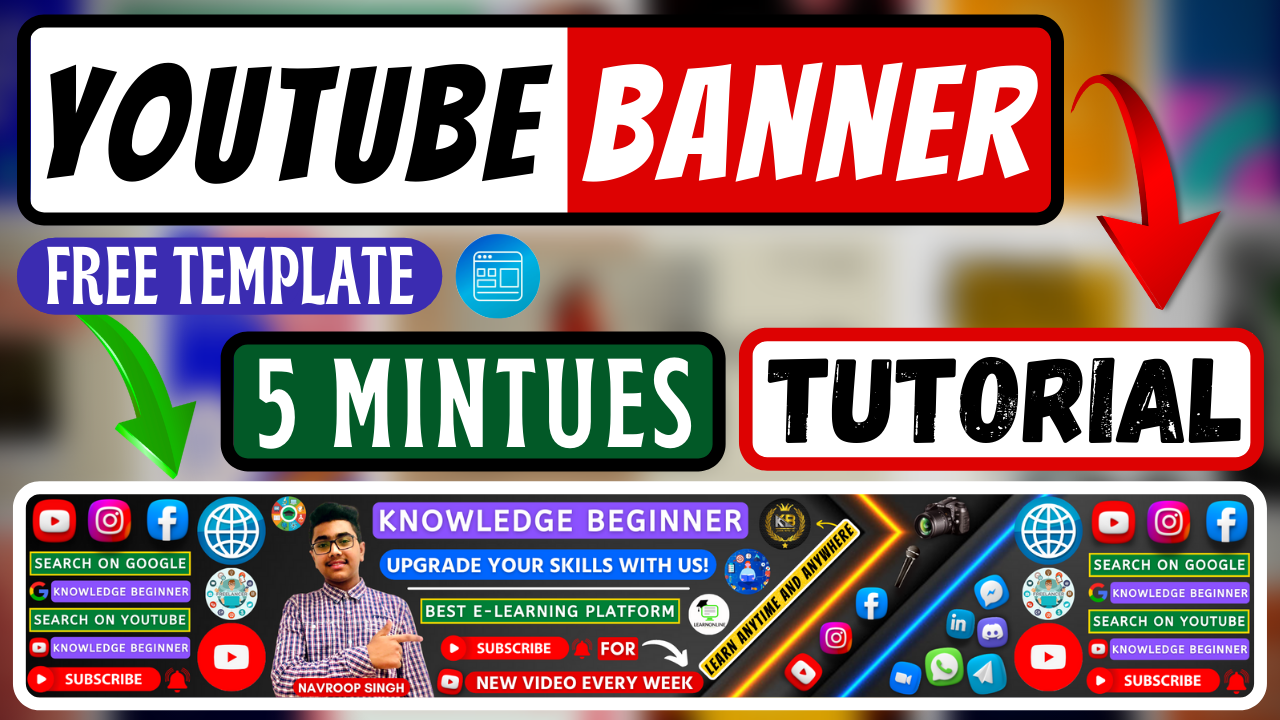 YOUTUBE BANNER
FREE TEMPLATE
5 MINTUES
TUTORIAL
SEARCH ON GOOGLE
KNOWLEDGE BEGINNER
SEARCH ON YOUTUBE
KNOWLEDGE BEGINNER
SUBSCRIBE
NAVROOP SINGH
KNOWLEDGE BEGINNER
UPGRADE YOUR SKILLS WITH US!
BEST E-LEARNING PLATFORM
LEARNONLINE
SUBSCRIBE FOR
NEW VIDEO EVERY WEEK
KB
LEARN ANYTIME AND ANYWHERE
SEARCH ON GOOGLE
KNOWLEDGE BEGINNER
SEARCH ON YOUTUBE
KNOWLEDGE BEGINNER
SUBSCRIBE